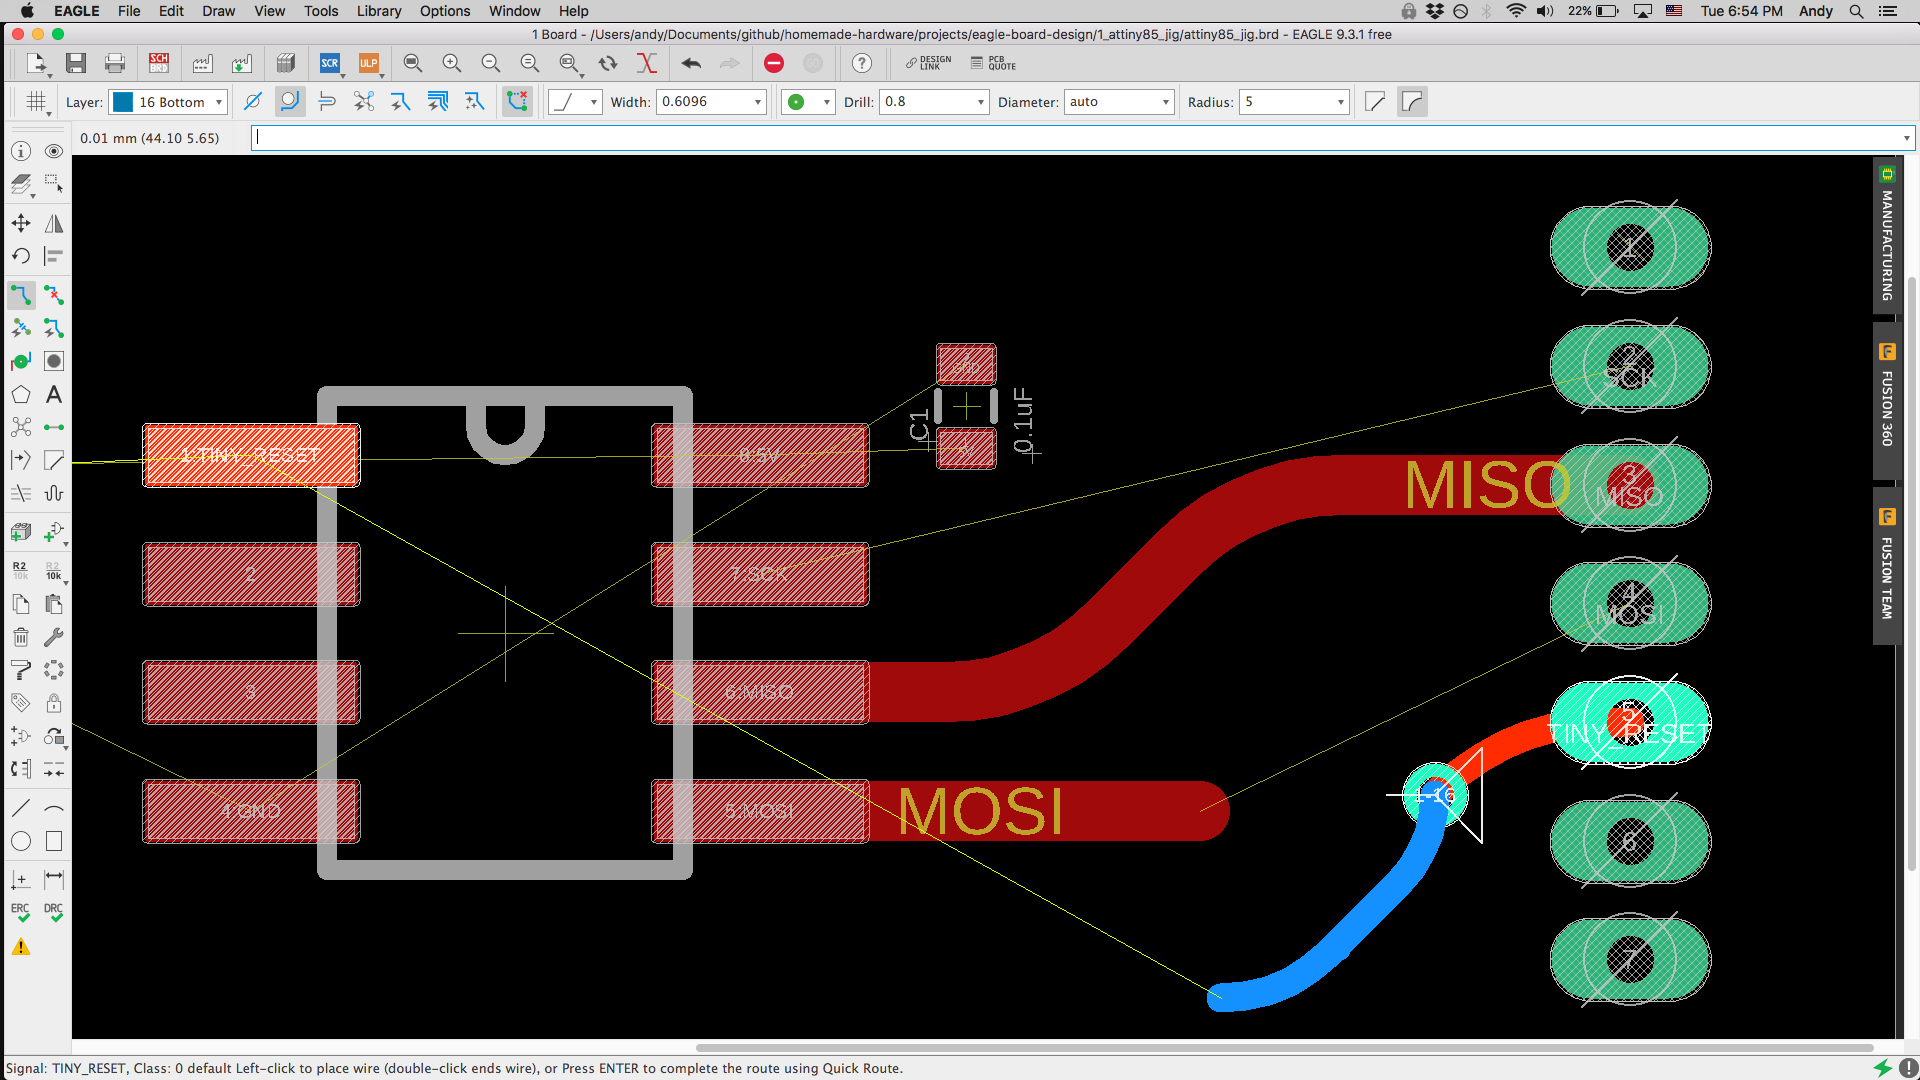 EAGLE File Edit Draw View Tools Library Options Window Help 22% Tue 6:54 PM Andy
1 Board - /Users/andy/Documents/github/homemade-hardware/projects/eagle-board-design/1_attiny85_jig/attiny85_jig.brd - EAGLE 9.3.1 free
SCH BRD SCR ULP DESIGN LINK PCB QUOTE
Layer: 16 Bottom Width: 0.6096 Drill: 0.8 Diameter: auto Radius: 5
0.01 mm (44.10 5.65)
MANUFACTURING
FUSION 360
FUSION TEAM
R2 10k R2 10k
ERC DRC
1:TINY_RESET
2
3
4:GND
8:5V
7:SCK
6:MISO
5:MOSI
2
GND
5V
C1
0.1uF
MISO
MOSI
1-16
1
2
SCK
3
MISO
4
MOSI
5
TINY_RESET
6
7
Signal: TINY_RESET, Class: 0 default Left-click to place wire (double-click ends wire), or Press ENTER to complete the route using Quick Route.